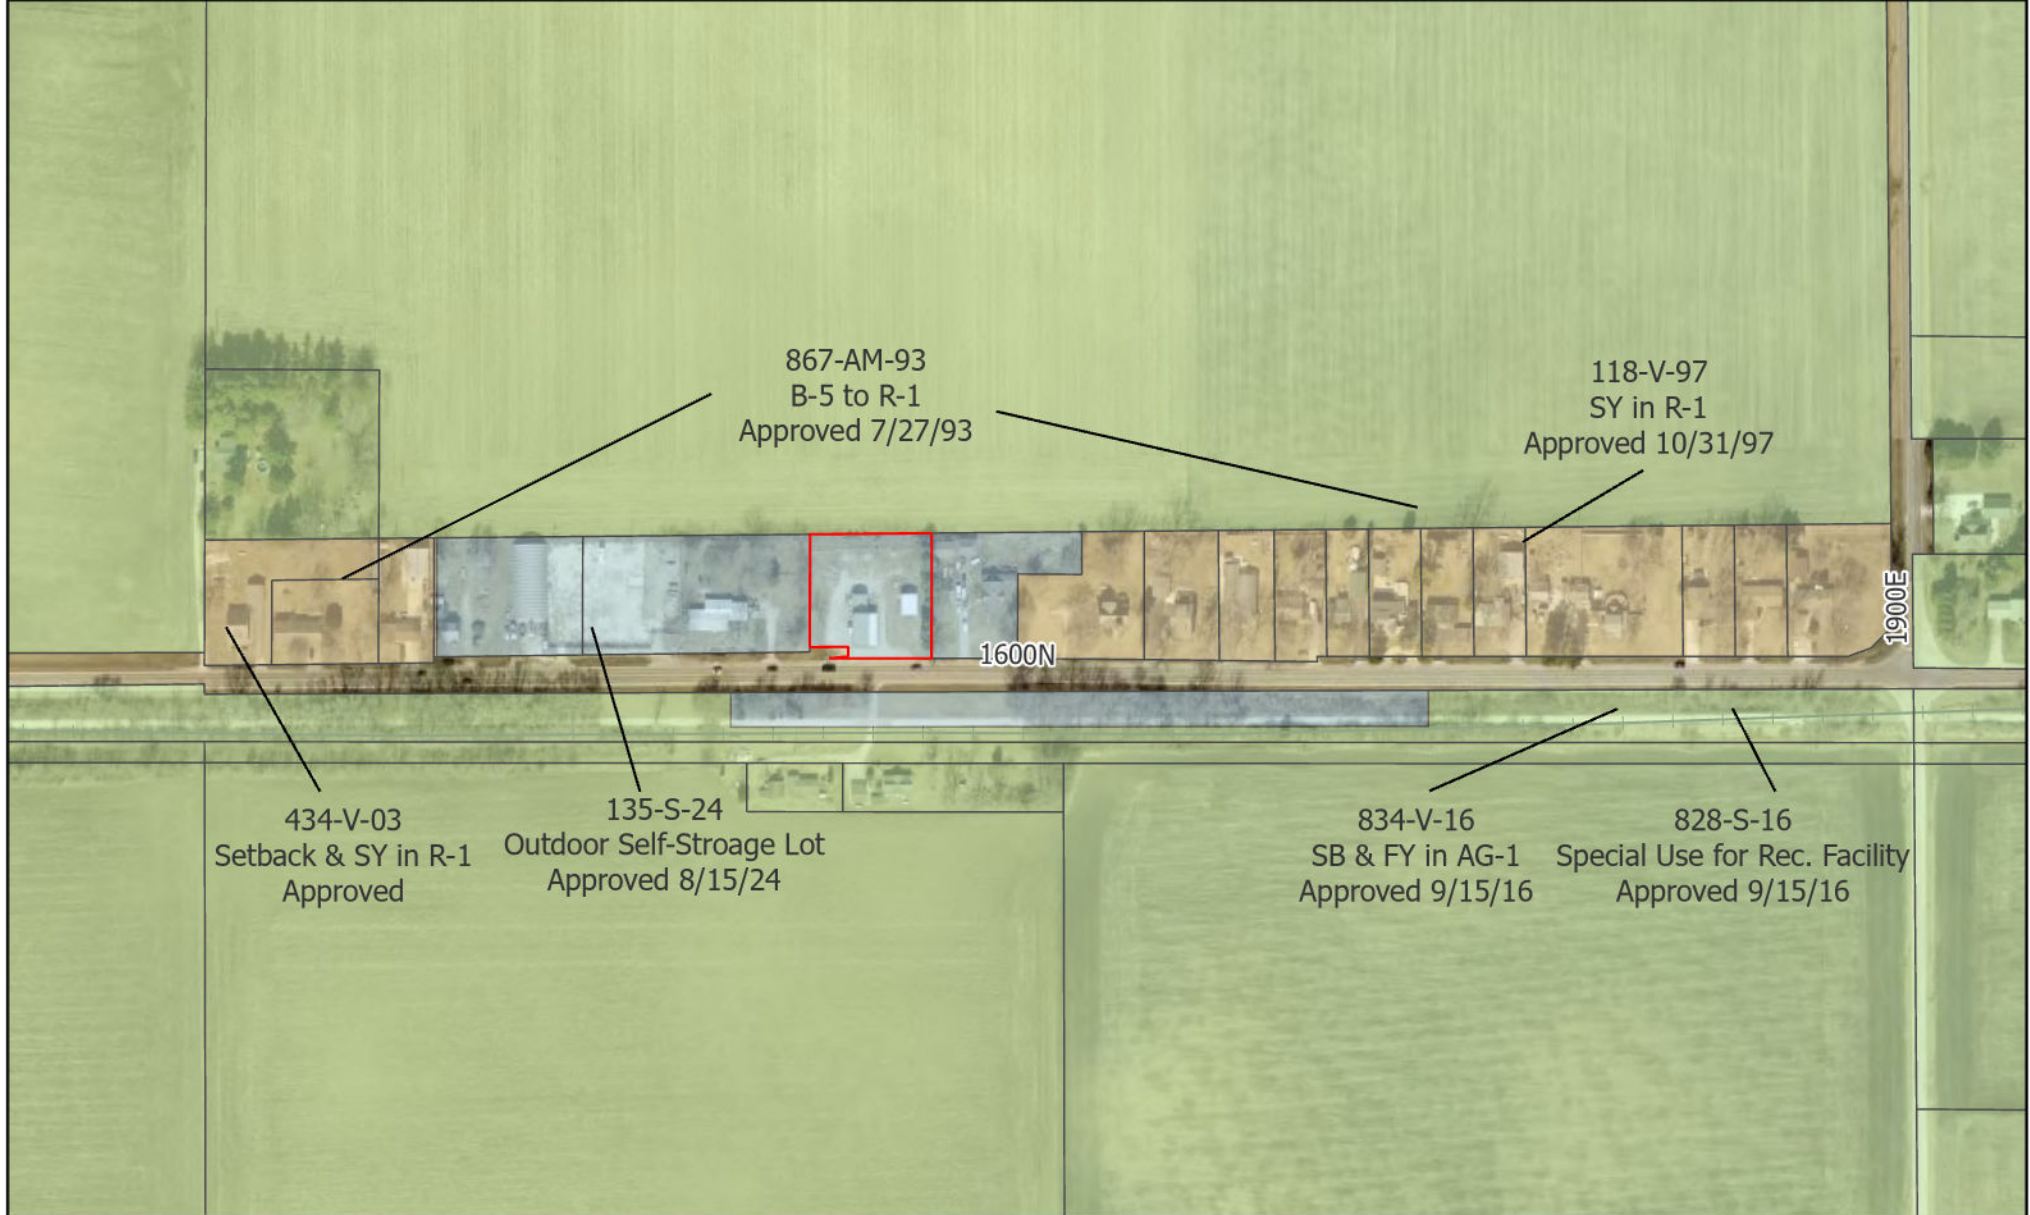 867-AM-93
B-5 to R-1
Approved 7/27/93
118-V-97
SY in R-1
Approved 10/31/97
1900E
1600N
434-V-03
Setback & SY in R-1
Approved
135-S-24
Outdoor Self-Stroage Lot
Approved 8/15/24
834-V-16
SB & FY in AG-1
Approved 9/15/16
828-S-16
Special Use for Rec. Facility
Approved 9/15/16